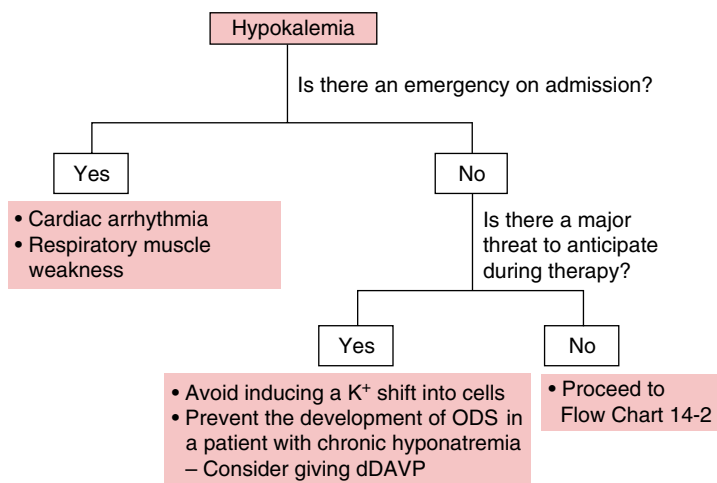 Hypokalemia
Is there an emergency on admission?
Yes
No
• Cardiac arrhythmia
• Respiratory muscle
weakness
Is there a major
threat to anticipate
during therapy?
Yes
No
• Avoid inducing a K⁺ shift into cells
• Prevent the development of ODS in
a patient with chronic hyponatremia
– Consider giving dDAVP
• Proceed to
Flow Chart 14-2